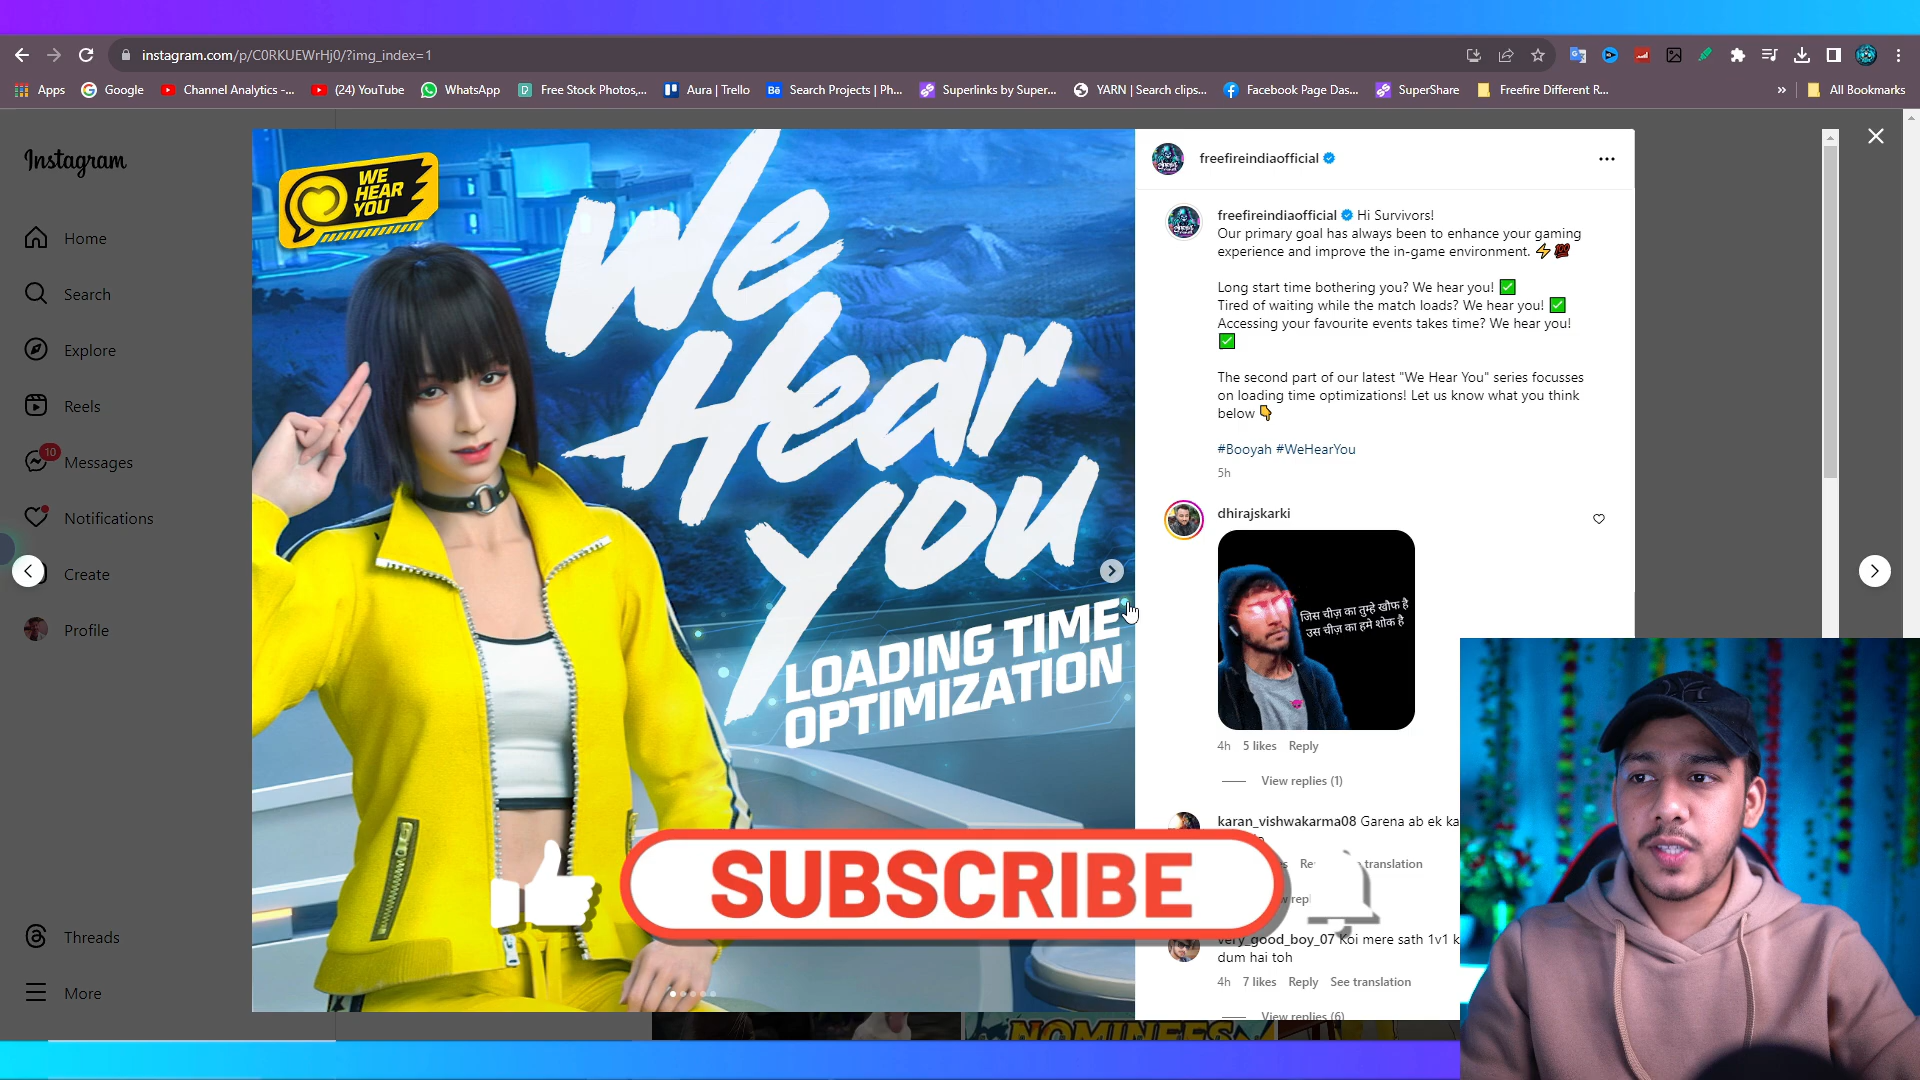 instagram.com/p/C0RKUEWrHj0/?img_index=1
Apps
Google
Channel Analytics -...
(24) YouTube
WhatsApp
Free Stock Photos,...
Aura | Trello
Bē
Search Projects | Ph...
Superlinks by Super...
YARN | Search clips...
Facebook Page Das...
SuperShare
Freefire Different R...
»
All Bookmarks
Instagram
Home
Search
Explore
Reels
10
Messages
Notifications
Create
Profile
Threads
More
WE
HEAR
YOU
We
Hear
You
LOADING TIME
OPTIMIZATION
freefireindiaofficial
freefireindiaofficial Hi Survivors!
Our primary goal has always been to enhance your gaming
experience and improve the in-game environment. ⚡💯
Long start time bothering you? We hear you! ✅
Tired of waiting while the match loads? We hear you! ✅
Accessing your favourite events takes time? We hear you!
✅
The second part of our latest "We Hear You" series focusses
on loading time optimizations! Let us know what you think
below 👇
#Booyah #WeHearYou
5h
dhirajskarki
जिस चीज़ का तुम्हे खौफ है
उस चीज़ का हमे शोक है
4h 5 likes Reply
View replies (1)
karan_vishwakarma08 Garena ab ek ka
translation
SUBSCRIBE
very_good_boy_07 Koi mere sath 1v1 k
dum hai toh
4h 7 likes Reply See translation
View replies (6)
NOMINEES